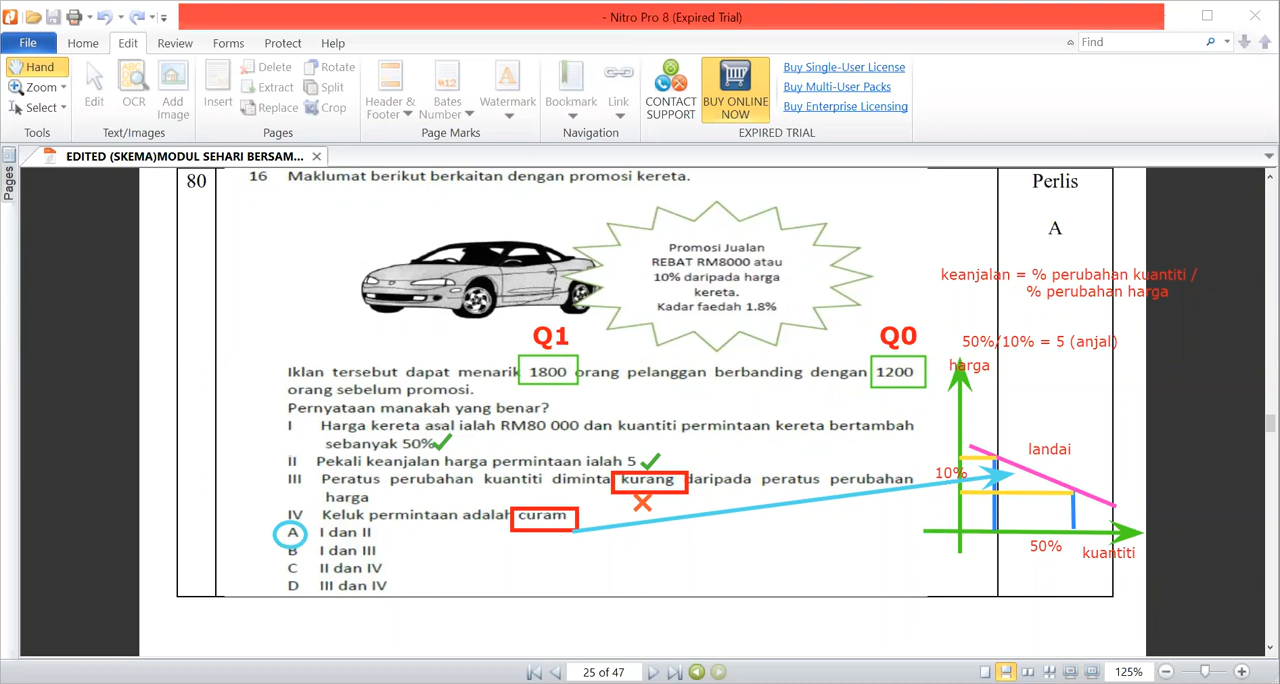 - Nitro Pro 8 (Expired Trial)
File Home Edit Review Forms Protect Help
Find
Hand
Zoom
Select
Tools
Edit
OCR
Add Image
Text/Images
Insert
Delete
Extract
Replace
Rotate
Split
Crop
Pages
Header & Footer
Bates Number
Watermark
Page Marks
Bookmark
Link
Navigation
CONTACT SUPPORT
BUY ONLINE NOW
Buy Single-User License
Buy Multi-User Packs
Buy Enterprise Licensing
EXPIRED TRIAL
EDITED (SKEMA)MODUL SEHARI BERSAM...
Pages
80
16 Maklumat berikut berkaitan dengan promosi kereta.
Perlis
A
Promosi Jualan
REBAT RM8000 atau
10% daripada harga
kereta.
Kadar faedah 1.8%
keanjalan = % perubahan kuantiti /
% perubahan harga
50%/10% = 5 (anjal)
Q1
Q0
Iklan tersebut dapat menarik 1800 orang pelanggan berbanding dengan 1200
orang sebelum promosi.
Pernyataan manakah yang benar?
I Harga kereta asal ialah RM80 000 dan kuantiti permintaan kereta bertambah
sebanyak 50%
II Pekali keanjalan harga permintaan ialah 5
III Peratus perubahan kuantiti diminta kurang daripada peratus perubahan
harga
IV Keluk permintaan adalah curam
A I dan II
B I dan III
C II dan IV
D III dan IV
harga
landai
10%
50%
kuantiti
25 of 47
125%